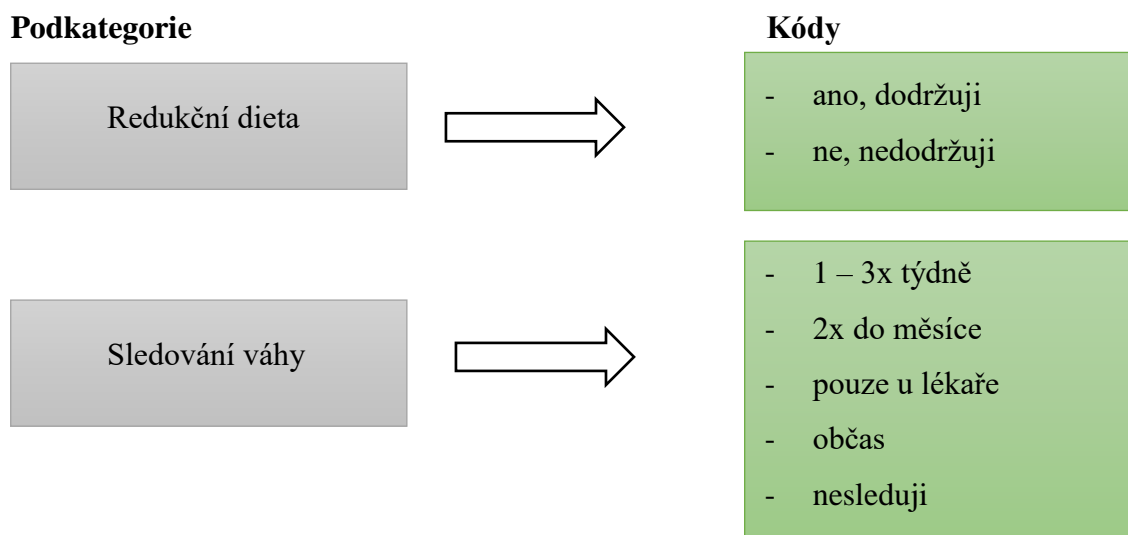 Podkategorie
Kódy
Redukční dieta
- ano, dodržuji
- ne, nedodržuji
Sledování váhy
- 1 – 3x týdně
- 2x do měsíce
- pouze u lékaře
- občas
- nesleduji